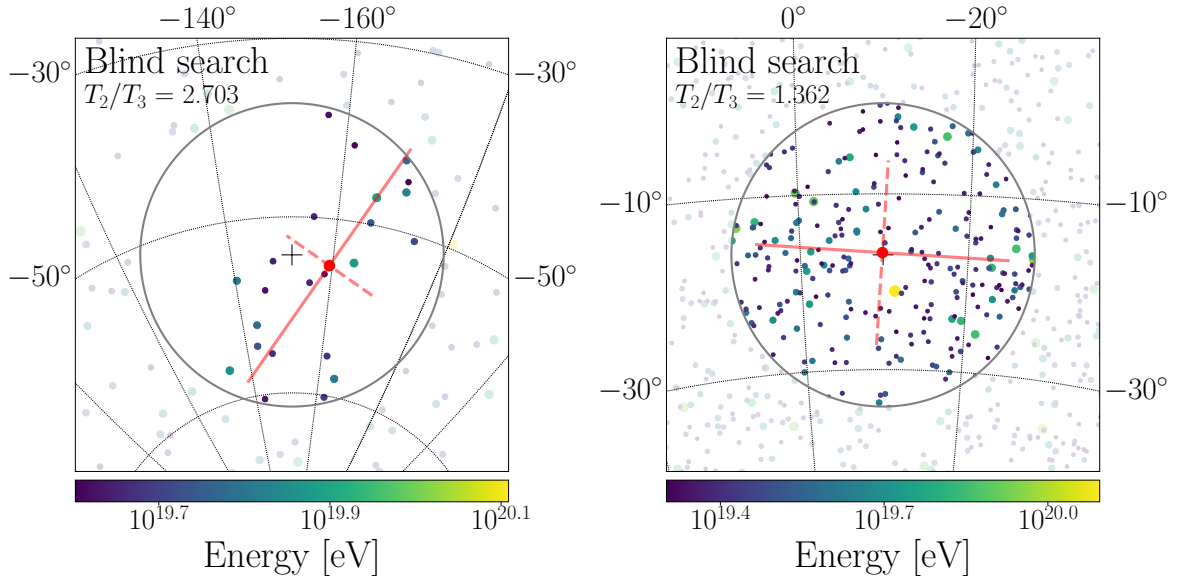 −140° −160°
Blind search
T₂/T₃ = 2.703
−30° −30°
−50° −50°
10^19.7 10^19.9 10^20.1
Energy [eV]
0° −20°
Blind search
T₂/T₃ = 1.362
−10° −10°
−30° −30°
10^19.4 10^19.7 10^20.0
Energy [eV]